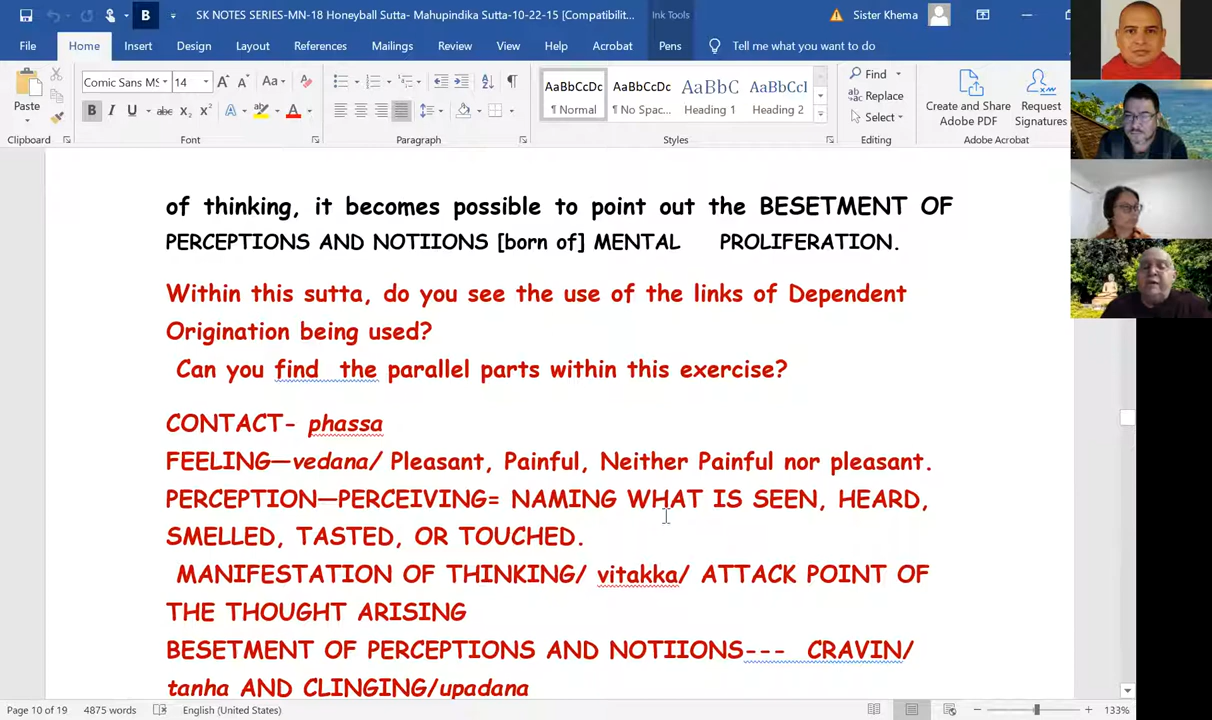 SK NOTES SERIES-MN-18 Honeyball Sutta- Mahupindika Sutta-10-22-15 [Compatibilit...
Ink Tools
Sister Khema
File Home Insert Design Layout References Mailings Review View Help Acrobat Pens Tell me what you want to do
Paste
Comic Sans MS 14
AaBbCcDc AaBbCcDc AaBbC AaBbCcl
¶ Normal ¶ No Spac... Heading 1 Heading 2
Find
Replace
Select
Create and Share Adobe PDF
Request Signatures
Clipboard Font Paragraph Styles Editing Adobe Acrobat
of thinking, it becomes possible to point out the BESETMENT OF
PERCEPTIONS AND NOTIIONS [born of] MENTAL PROLIFERATION.
Within this sutta, do you see the use of the links of Dependent
Origination being used?
Can you find the parallel parts within this exercise?
CONTACT- phassa
FEELING—vedana/ Pleasant, Painful, Neither Painful nor pleasant.
PERCEPTION—PERCEIVING= NAMING WHAT IS SEEN, HEARD,
SMELLED, TASTED, OR TOUCHED.
MANIFESTATION OF THINKING/ vitakka/ ATTACK POINT OF
THE THOUGHT ARISING
BESETMENT OF PERCEPTIONS AND NOTIIONS--- CRAVIN/
tanha AND CLINGING/upadana
Page 10 of 19 4875 words English (United States) 133%